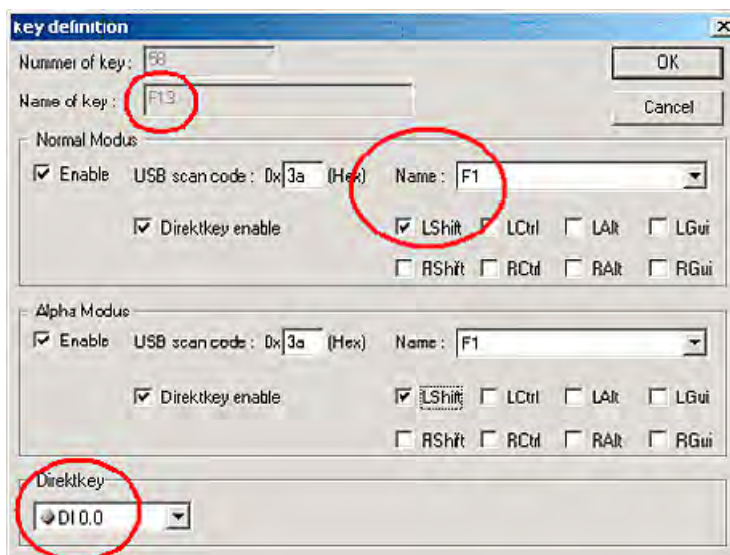 key definition
Nummer of key :
OK
Name of key : F13
Cancel
Normal Modus
Enable USB scan code : 0x 3a (Hex) Name : F1
Direktkey enable LShift LCtrl LAlt LGui
RShift RCtrl RAlt RGui
Alpha Modus
Enable USB scan code : 0x 3a (Hex) Name : F1
Direktkey enable LShift LCtrl LAlt LGui
RShift RCtrl RAlt RGui
Direktkey
DI 0.0